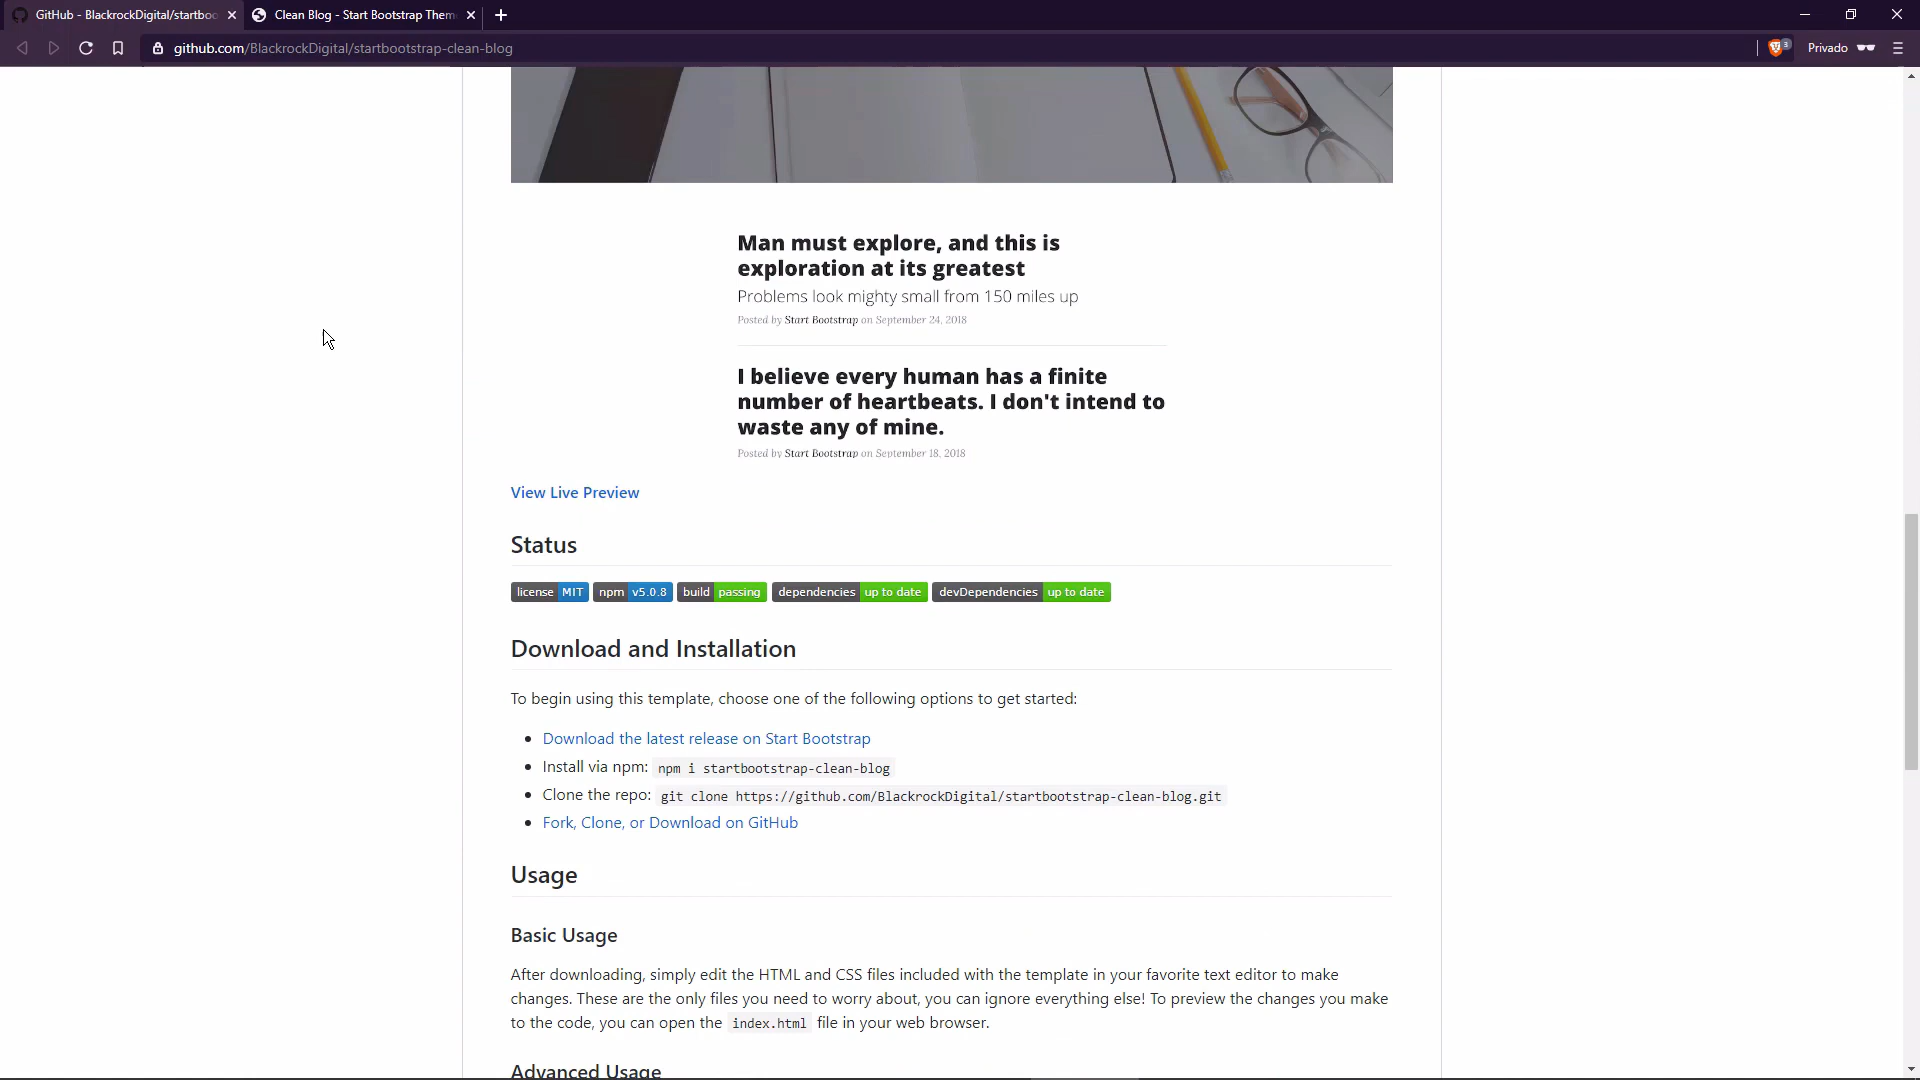 GitHub - BlackrockDigital/startboo
Clean Blog - Start Bootstrap Them
github.com/BlackrockDigital/startbootstrap-clean-blog
3
Privado
Man must explore, and this is
exploration at its greatest
Problems look mighty small from 150 miles up
Posted by Start Bootstrap on September 24, 2018
I believe every human has a finite
number of heartbeats. I don't intend to
waste any of mine.
Posted by Start Bootstrap on September 18, 2018
View Live Preview
Status
license MIT npm v5.0.8 build passing dependencies up to date devDependencies up to date
Download and Installation
To begin using this template, choose one of the following options to get started:
• Download the latest release on Start Bootstrap
• Install via npm: npm i startbootstrap-clean-blog
• Clone the repo: git clone https://github.com/BlackrockDigital/startbootstrap-clean-blog.git
• Fork, Clone, or Download on GitHub
Usage
Basic Usage
After downloading, simply edit the HTML and CSS files included with the template in your favorite text editor to make
changes. These are the only files you need to worry about, you can ignore everything else! To preview the changes you make
to the code, you can open the index.html file in your web browser.
Advanced Usage